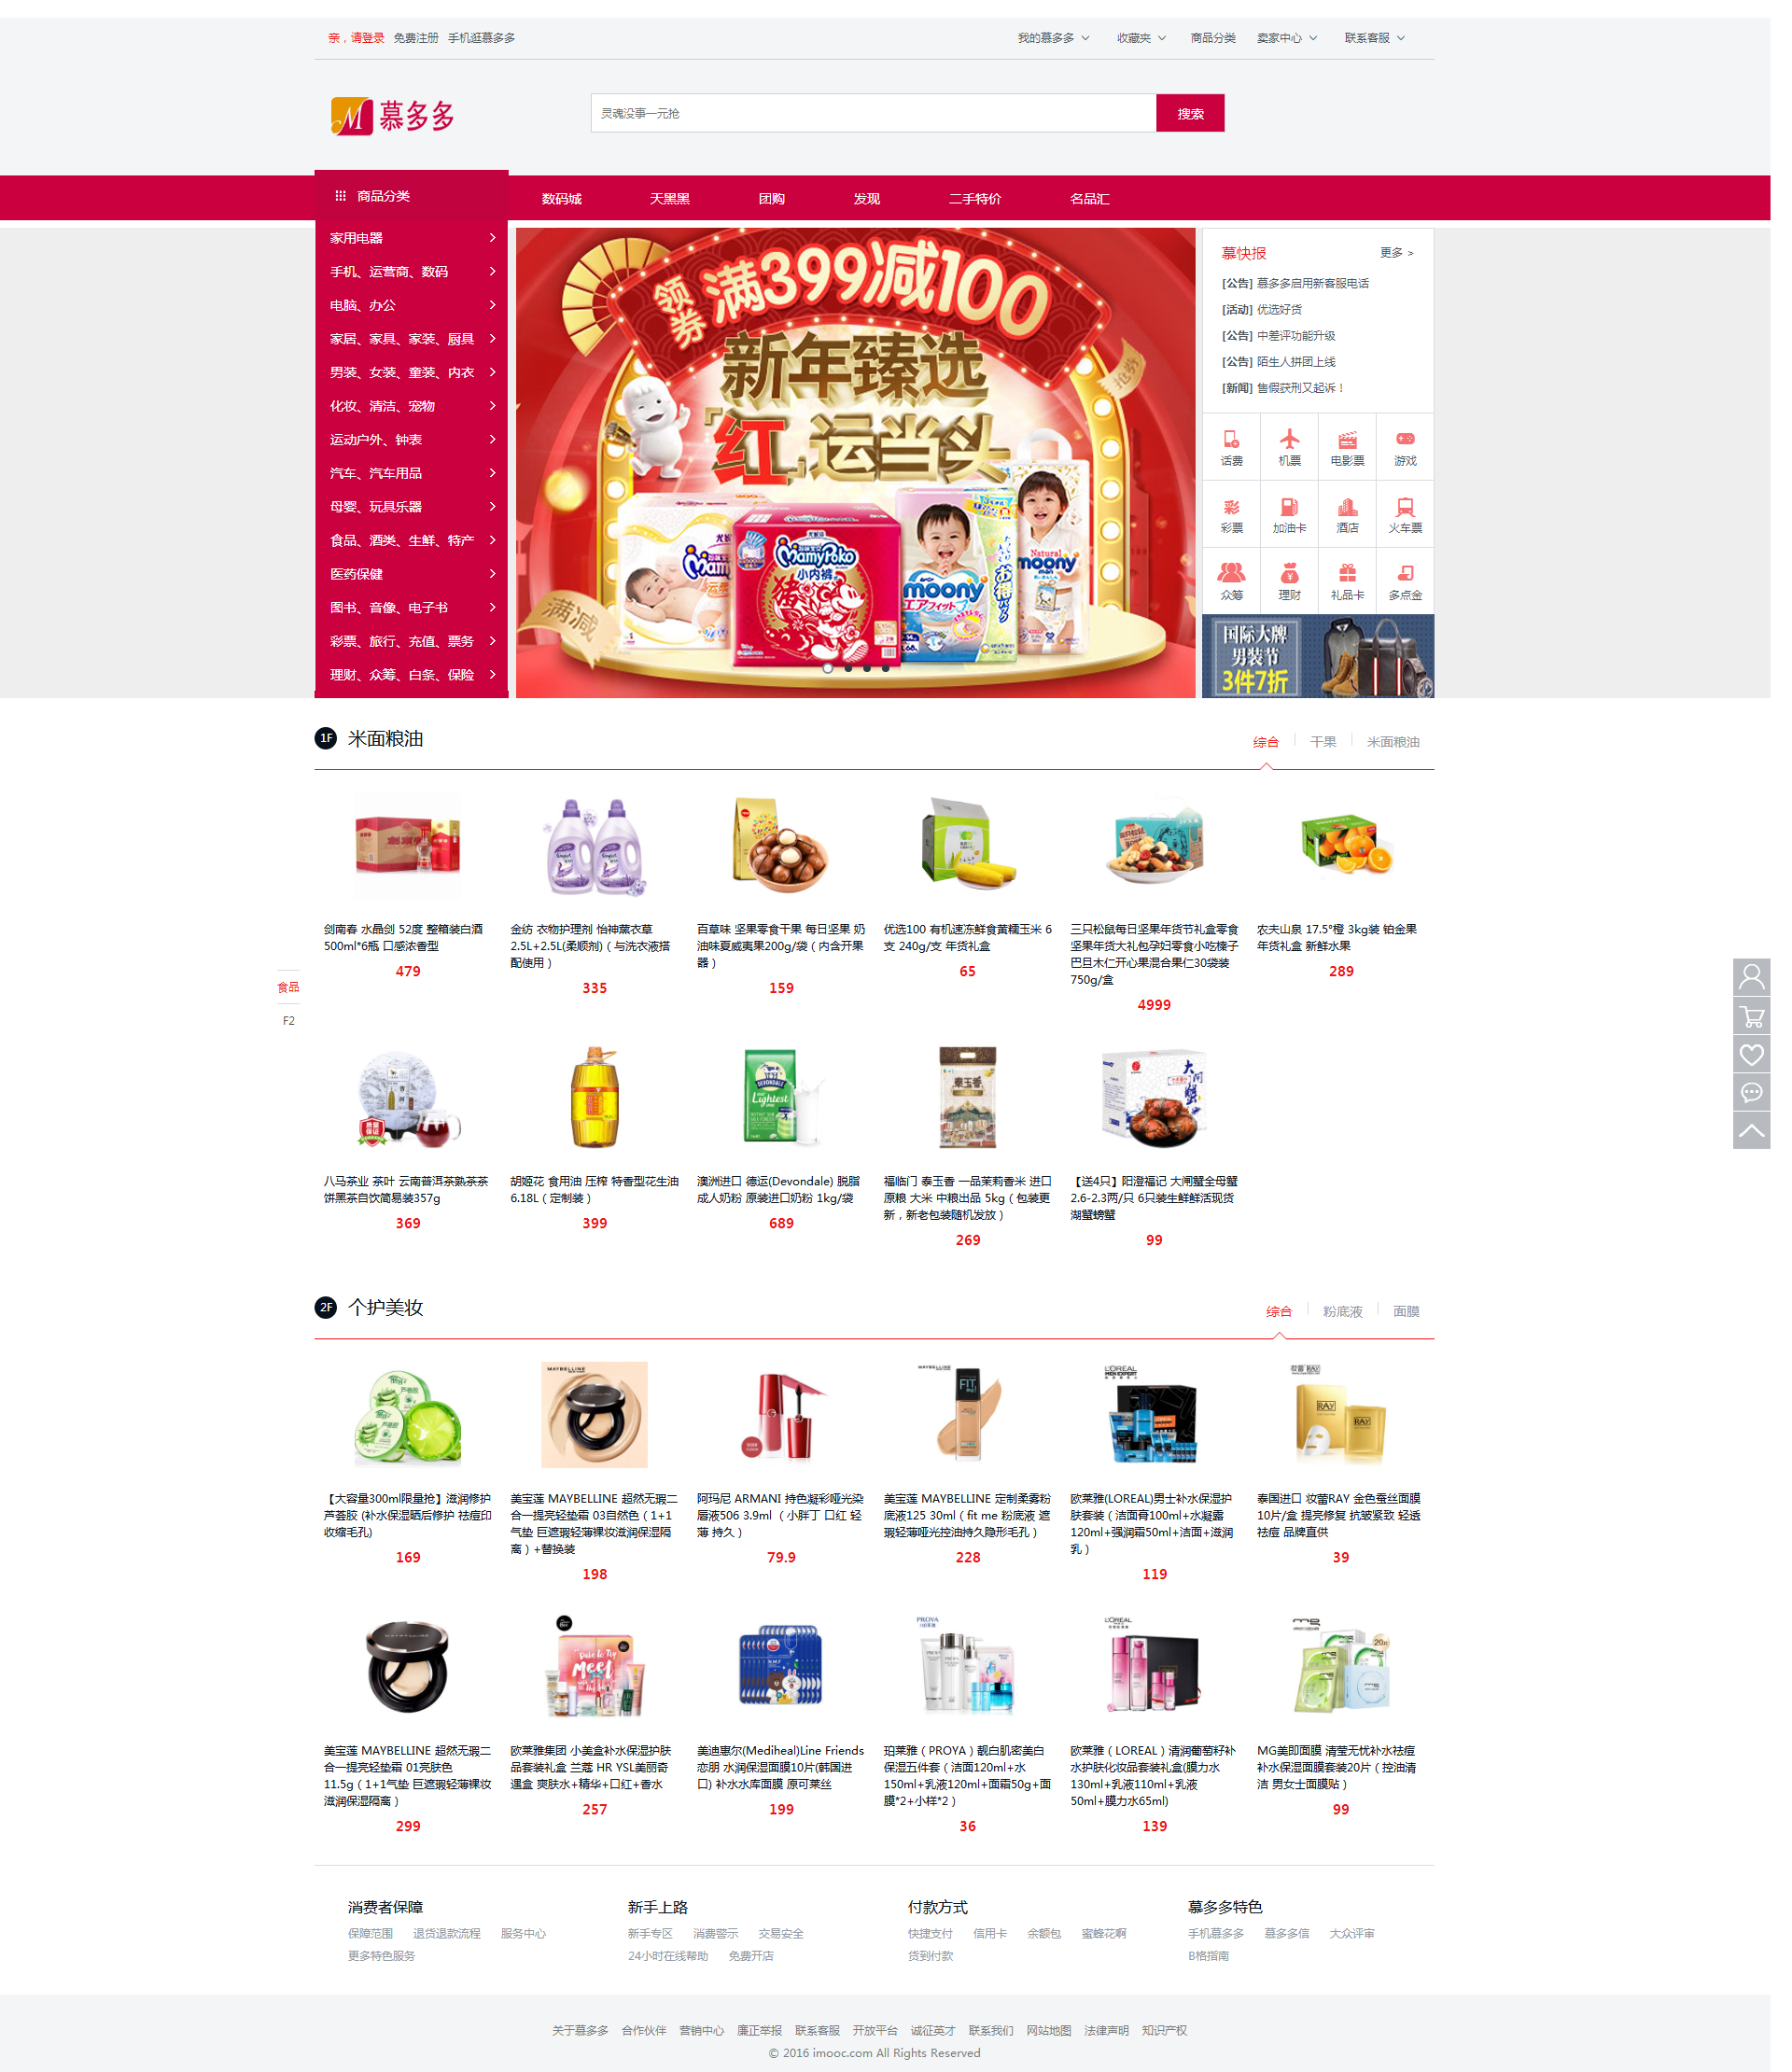 亲，请登录 免费注册 手机逛慕多多
我的慕多多 收藏夹 商品分类 卖家中心 联系客服
M 慕多多
灵魂没事一元抢 搜索
商品分类 数码城 天黑黑 团购 发现 二手特价 名品汇
家用电器
手机、运营商、数码
电脑、办公
家居、家具、家装、厨具
男装、女装、童装、内衣
化妆、清洁、宠物
运动户外、钟表
汽车、汽车用品
母婴、玩具乐器
食品、酒类、生鲜、特产
医药保健
图书、音像、电子书
彩票、旅行、充值、票务
理财、众筹、白条、保险
领券 满399减100
新年臻选
「红」运当头
抢券
满减
MamyPoko
小内裤
moony
エアフィット
Natural
moony
慕快报 更多 >
[公告] 慕多多启用新客服电话
[活动] 优选好货
[公告] 中差评功能升级
[公告] 陌生人拼团上线
[新闻] 售假获刑又起诉！
话费 机票 电影票 游戏
彩票 加油卡 酒店 火车票
众筹 理财 礼品卡 多点金
国际大牌
男装节
3件7折
1F 米面粮油 综合 干果 米面粮油
剑南春 水晶剑 52度 整箱装白酒
500ml*6瓶 口感浓香型
479
金纺 衣物护理剂 怡神薰衣草
2.5L+2.5L(柔顺剂)（与洗衣液搭
配使用）
335
百草味 坚果零食干果 每日坚果 奶
油味夏威夷果200g/袋（内含开果
器）
159
优选100 有机速冻鲜食黄糯玉米 6
支 240g/支 年货礼盒
65
三只松鼠每日坚果年货节礼盒零食
坚果年货大礼包孕妇零食小吃榛子
巴旦木仁开心果混合果仁30袋装
750g/盒
4999
农夫山泉 17.5°橙 3kg装 铂金果
年货礼盒 新鲜水果
289
食品
F2
DEVONDALE
Lightest
泰玉香
大闸蟹
质量保证
八马茶业 茶叶 云南普洱茶熟茶茶
饼黑茶自饮简易装357g
369
胡姬花 食用油 压榨 特香型花生油
6.18L（定制装）
399
澳洲进口 德运(Devondale) 脱脂
成人奶粉 原装进口奶粉 1kg/袋
689
福临门 泰玉香 一品茉莉香米 进口
原粮 大米 中粮出品 5kg（包装更
新，新老包装随机发放）
269
【送4只】阳澄福记 大闸蟹全母蟹
2.6-2.3两/只 6只装生鲜鲜活现货
湖蟹螃蟹
99
2F 个护美妆 综合 粉底液 面膜
MAYBELLINE
MAYBELLINE
FIT
L'OREAL
MEN EXPERT
RAY
【大容量300ml限量抢】滋润修护
芦荟胶 (补水保湿晒后修护 祛痘印
收缩毛孔)
169
美宝莲 MAYBELLINE 超然无瑕二
合一提亮轻垫霜 03自然色（1+1
气垫 巨遮瑕轻薄裸妆滋润保湿隔
离）+替换装
198
阿玛尼 ARMANI 持色凝彩哑光染
唇液506 3.9ml （小胖丁 口红 轻
薄 持久）
79.9
美宝莲 MAYBELLINE 定制柔雾粉
底液125 30ml（fit me 粉底液 遮
瑕轻薄哑光控油持久隐形毛孔）
228
欧莱雅(LOREAL)男士补水保湿护
肤套装（洁面膏100ml+水凝露
120ml+强润霜50ml+洁面+滋润
乳）
119
泰国进口 妆蕾RAY 金色蚕丝面膜
10片/盒 提亮修复 抗皱紧致 轻透
祛痘 品牌直供
39
PROYA
L'OREAL
20片
美宝莲 MAYBELLINE 超然无瑕二
合一提亮轻垫霜 01亮肤色
11.5g（1+1气垫 巨遮瑕轻薄裸妆
滋润保湿隔离）
299
欧莱雅集团 小美盒补水保湿护肤
品套装礼盒 兰蔻 HR YSL美丽奇
遇盒 爽肤水+精华+口红+香水
257
美迪惠尔(Mediheal)Line Friends
恋朋 水润保湿面膜10片(韩国进
口) 补水水库面膜 原可莱丝
199
珀莱雅（PROYA）靓白肌密美白
保湿五件套（洁面120ml+水
150ml+乳液120ml+面霜50g+面
膜*2+小样*2）
36
欧莱雅（LOREAL）清润葡萄籽补
水护肤化妆品套装礼盒(膜力水
130ml+乳液110ml+乳液
50ml+膜力水65ml)
139
MG美即面膜 清莹无忧补水祛痘
补水保湿面膜套装20片（控油清
洁 男女士面膜贴）
99
消费者保障 新手上路 付款方式 慕多多特色
保障范围 退货退款流程 服务中心 新手专区 消费警示 交易安全 快捷支付 信用卡 余额包 蜜蜂花啊 手机慕多多 慕多多信 大众评审
更多特色服务 24小时在线帮助 免费开店 货到付款 B格指南
关于慕多多 合作伙伴 营销中心 廉正举报 联系客服 开放平台 诚征英才 联系我们 网站地图 法律声明 知识产权
© 2016 imooc.com All Rights Reserved